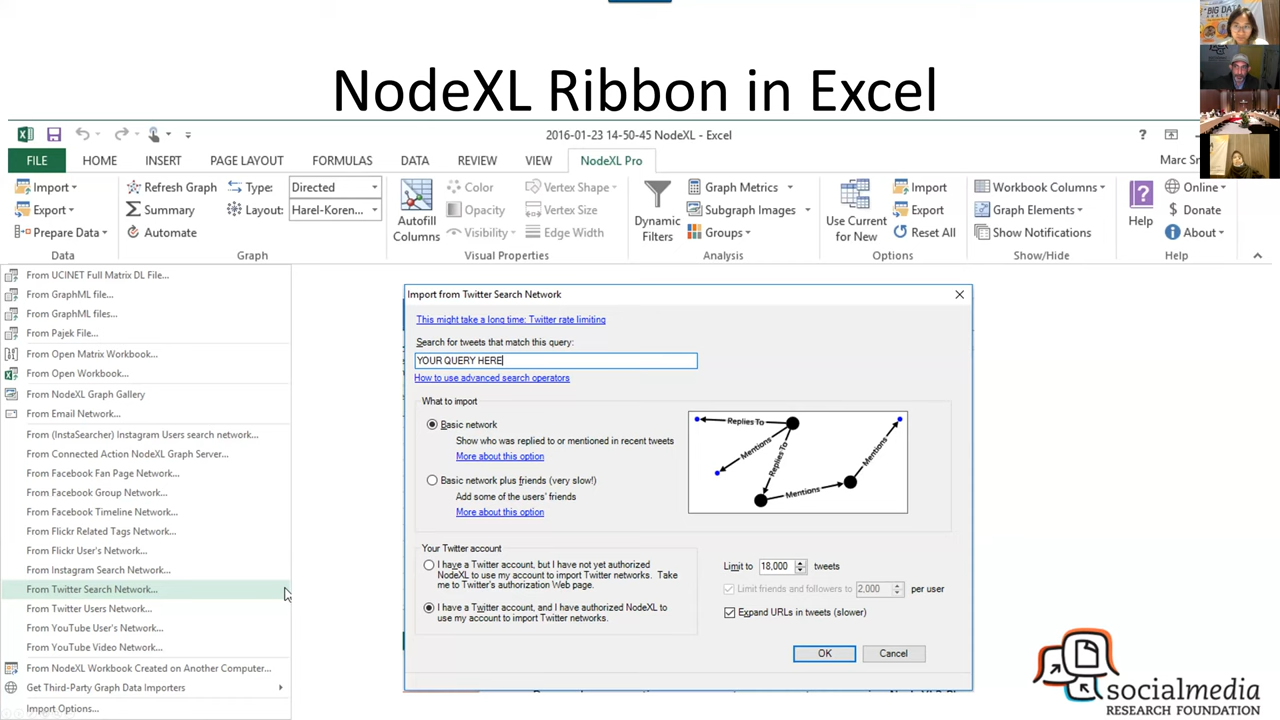 NodeXL Ribbon in Excel
2016-01-23 14-50-45 NodeXL - Excel
FILE HOME INSERT PAGE LAYOUT FORMULAS DATA REVIEW VIEW NodeXL Pro
Import Refresh Graph Type: Directed Color Vertex Shape Graph Metrics Import Workbook Columns Online
Export Summary Layout: Harel-Koren... Autofill Columns Opacity Vertex Size Dynamic Filters Subgraph Images Use Current for New Export Graph Elements Help Donate
Prepare Data Automate Visibility Edge Width Groups Reset All Show Notifications About
Data Graph Visual Properties Analysis Options Show/Hide Help
From UCINET Full Matrix DL File...
From GraphML file...
From GraphML files...
From Pajek File...
From Open Matrix Workbook...
From Open Workbook...
From NodeXL Graph Gallery
From Email Network...
From (InstaSearcher) Instagram Users search network...
From Connected Action NodeXL Graph Server...
From Facebook Fan Page Network...
From Facebook Group Network...
From Facebook Timeline Network...
From Flickr Related Tags Network...
From Flickr User's Network...
From Instagram Search Network...
From Twitter Search Network...
From Twitter Users Network...
From YouTube User's Network...
From YouTube Video Network...
From NodeXL Workbook Created on Another Computer...
Get Third-Party Graph Data Importers
Import Options...
Import from Twitter Search Network
This might take a long time: Twitter rate limiting
Search for tweets that match this query:
YOUR QUERY HERE
How to use advanced search operators
What to import
Basic network
Show who was replied to or mentioned in recent tweets
More about this option
Basic network plus friends (very slow!)
Add some of the users' friends
More about this option
Replies To
Mentions
Replies To
Mentions
Mentions
Your Twitter account
I have a Twitter account, but I have not yet authorized
NodeXL to use my account to import Twitter networks. Take
me to Twitter's authorization Web page.
I have a Twitter account, and I have authorized NodeXL to
use my account to import Twitter networks.
Limit to 18,000 tweets
Limit friends and followers to 2,000 per user
Expand URLs in tweets (slower)
OK Cancel
socialmedia
RESEARCH FOUNDATION
BIG DATA